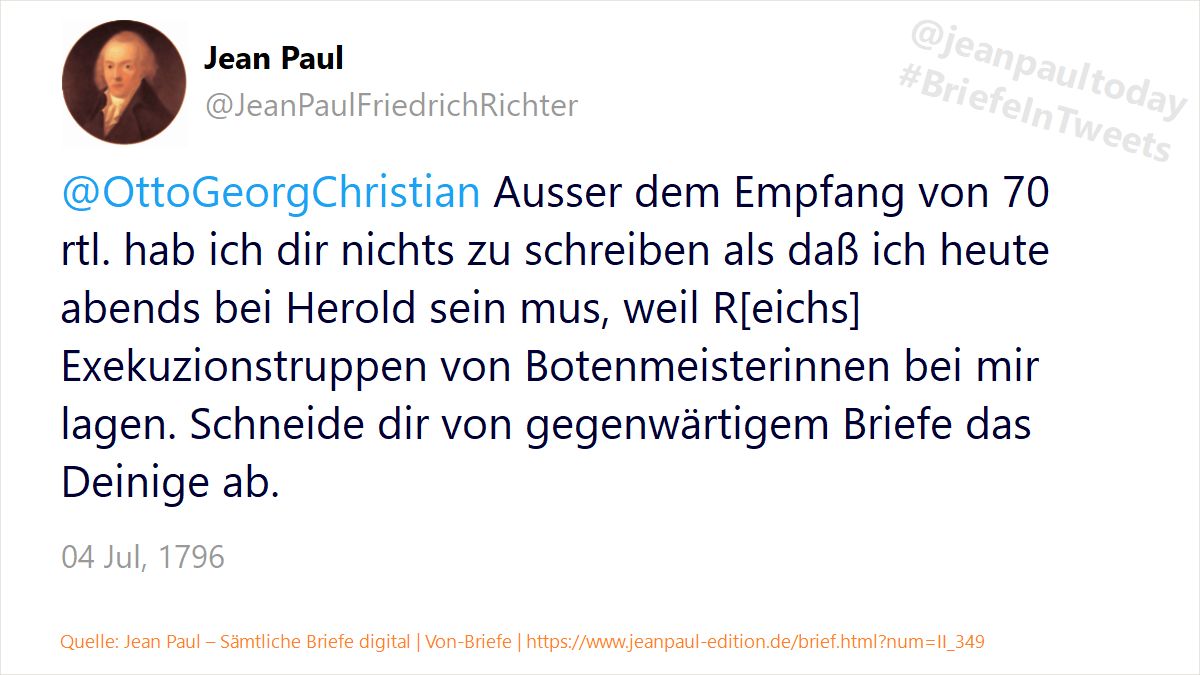 Jean Paul
@JeanPaulFriedrichRichter
@jeanpaultoday
#BriefeInTweets
@OttoGeorgChristian Ausser dem Empfang von 70
rtl. hab ich dir nichts zu schreiben als daß ich heute
abends bei Herold sein mus, weil R[eichs]
Exekuzionstruppen von Botenmeisterinnen bei mir
lagen. Schneide dir von gegenwärtigem Briefe das
Deinige ab.
04 Jul, 1796
Quelle: Jean Paul – Sämtliche Briefe digital | Von-Briefe | https://www.jeanpaul-edition.de/brief.html?num=II_349